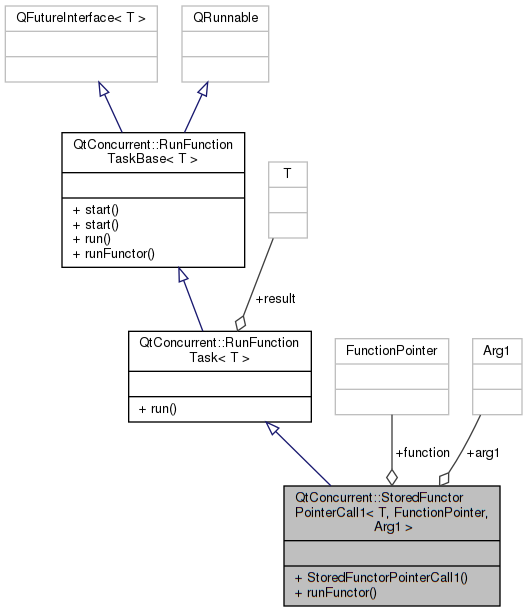 QFutureInterface< T >
QRunnable
QtConcurrent::RunFunction
TaskBase< T >
+ start()
+ start()
+ run()
+ runFunctor()
T
+result
QtConcurrent::RunFunction
Task< T >
+ run()
FunctionPointer
Arg1
+function
+arg1
QtConcurrent::StoredFunctor
PointerCall1< T, FunctionPointer,
Arg1 >
+ StoredFunctorPointerCall1()
+ runFunctor()